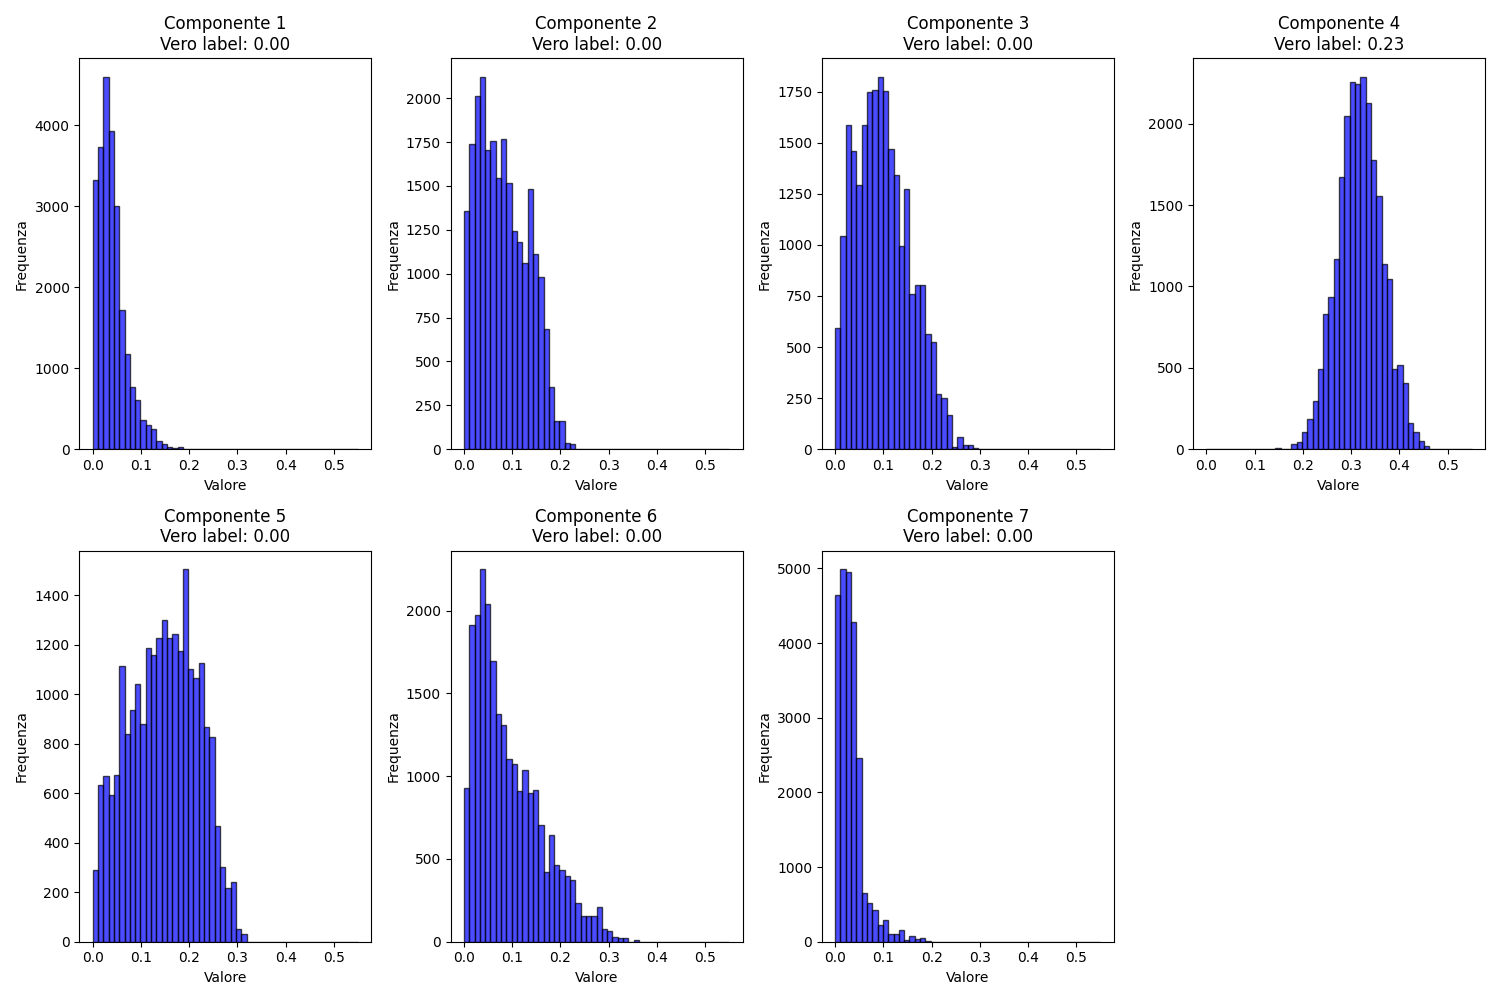 Componente 1
Vero label: 0.00
Componente 2
Vero label: 0.00
Componente 3
Vero label: 0.00
Componente 4
Vero label: 0.23
Frequenza
4000
3000
2000
1000
0
0.0 0.1 0.2 0.3 0.4 0.5
Valore
Frequenza
2000
1750
1500
1250
1000
750
500
250
0
0.0 0.1 0.2 0.3 0.4 0.5
Valore
Frequenza
1750
1500
1250
1000
750
500
250
0
0.0 0.1 0.2 0.3 0.4 0.5
Valore
Frequenza
2000
1500
1000
500
0
0.0 0.1 0.2 0.3 0.4 0.5
Valore
Componente 5
Vero label: 0.00
Componente 6
Vero label: 0.00
Componente 7
Vero label: 0.00
Frequenza
1400
1200
1000
800
600
400
200
0
0.0 0.1 0.2 0.3 0.4 0.5
Valore
Frequenza
2000
1500
1000
500
0
0.0 0.1 0.2 0.3 0.4 0.5
Valore
Frequenza
5000
4000
3000
2000
1000
0
0.0 0.1 0.2 0.3 0.4 0.5
Valore